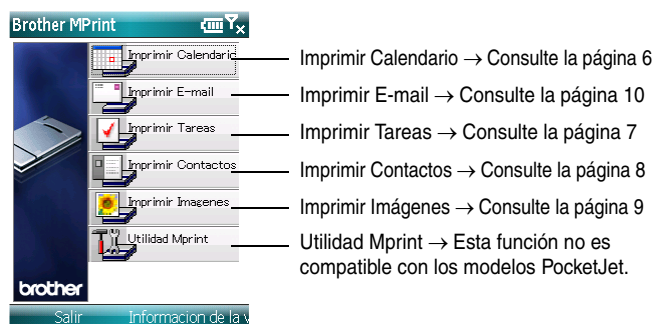 Brother MPrint
Imprimir Calendario
Imprimir E-mail
Imprimir Tareas
Imprimir Contactos
Imprimir Imagenes
Utilidad Mprint
brother
Salir
Informacion de la v
Imprimir Calendario → Consulte la página 6
Imprimir E-mail → Consulte la página 10
Imprimir Tareas → Consulte la página 7
Imprimir Contactos → Consulte la página 8
Imprimir Imágenes → Consulte la página 9
Utilidad Mprint → Esta función no es
compatible con los modelos PocketJet.